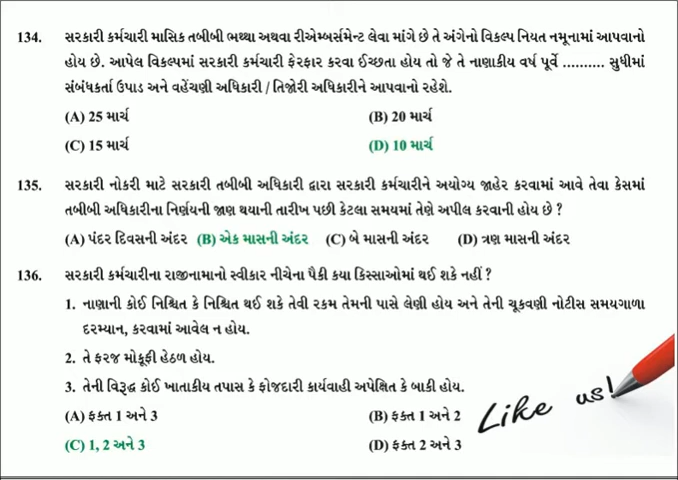 134. સરકારી કર્મચારી માસિક તબીબી ભથ્થા અથવા રીએમ્બર્સમેન્ટ લેવા માંગે છે તે અંગેનો વિકલ્પ નિયત નમૂનામાં આપવાનો
હોય છે. આપેલ વિકલ્પમાં સરકારી કર્મચારી ફેરફાર કરવા ઈચ્છતા હોય તો જે તે નાણાકીય વર્ષ પૂર્વે .......... સુધીમાં
સંબંધકર્તા ઉપાડ અને વહેંચણી અધિકારી / તિજોરી અધિકારીને આપવાનો રહેશે.
(A) 25 માર્ચ (B) 20 માર્ચ
(C) 15 માર્ચ (D) 10 માર્ચ
135. સરકારી નોકરી માટે સરકારી તબીબી અધિકારી દ્વારા સરકારી કર્મચારીને અયોગ્ય જાહેર કરવામાં આવે તેવા કેસમાં
તબીબી અધિકારીના નિર્ણયની જાણ થયાની તારીખ પછી કેટલા સમયમાં તેણે અપીલ કરવાની હોય છે ?
(A) પંદર દિવસની અંદર (B) એક માસની અંદર (C) બે માસની અંદર (D) ત્રણ માસની અંદર
136. સરકારી કર્મચારીના રાજીનામાનો સ્વીકાર નીચેના પૈકી કયા કિસ્સાઓમાં થઈ શકે નહીં ?
1. નાણાની કોઈ નિશ્ચિત કે નિશ્ચિત થઈ શકે તેવી રકમ તેમની પાસે લેણી હોય અને તેની ચૂકવણી નોટીસ સમયગાળા
દરમ્યાન, કરવામાં આવેલ ન હોય.
2. તે ફરજ મોકૂફી હેઠળ હોય.
3. તેની વિરૂદ્ધ કોઈ ખાતાકીય તપાસ કે ફોજદારી કાર્યવાહી અપેક્ષિત કે બાકી હોય.
(A) ફક્ત 1 અને 3 (B) ફક્ત 1 અને 2
(C) 1, 2 અને 3 (D) ફક્ત 2 અને 3
Like us!